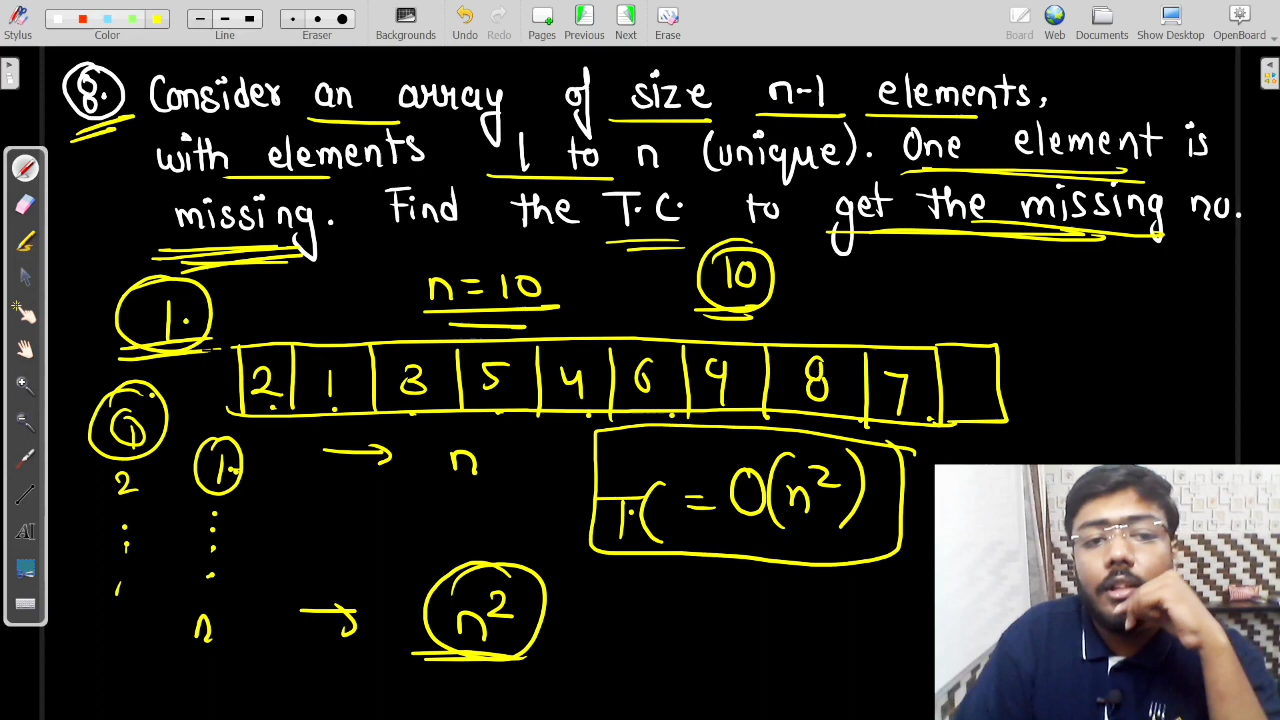 Stylus
Color
Line
Eraser
Backgrounds
Undo
Redo
Pages
Previous
Next
Erase
Board
Web
Documents
Show Desktop
OpenBoard
8. Consider an array of size n-1 elements,
with elements 1 to n (unique). One element is
missing. Find the T.C. to get the missing no.
n = 10
10
1.
2 1 3 5 4 6 9 8 7
1
2
1.
→ n
T.C = O(n²)
n → n²
A